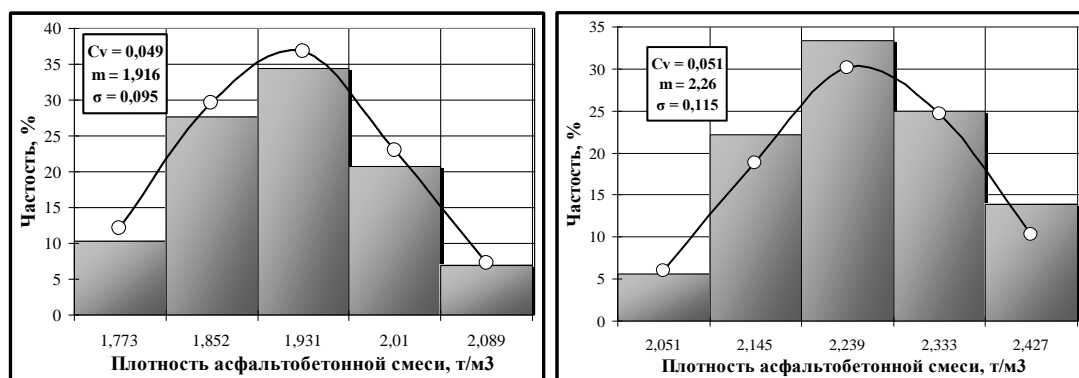 40
35
30
25
20
15
10
5
0
Частость, %
Cv = 0,049
m = 1,916
σ = 0,095
1,773 1,852 1,931 2,01 2,089
Плотность асфальтобетонной смеси, т/м3
35
30
25
20
15
10
5
0
Частость, %
Cv = 0,051
m = 2,26
σ = 0,115
2,051 2,145 2,239 2,333 2,427
Плотность асфальтобетонной смеси, т/м3